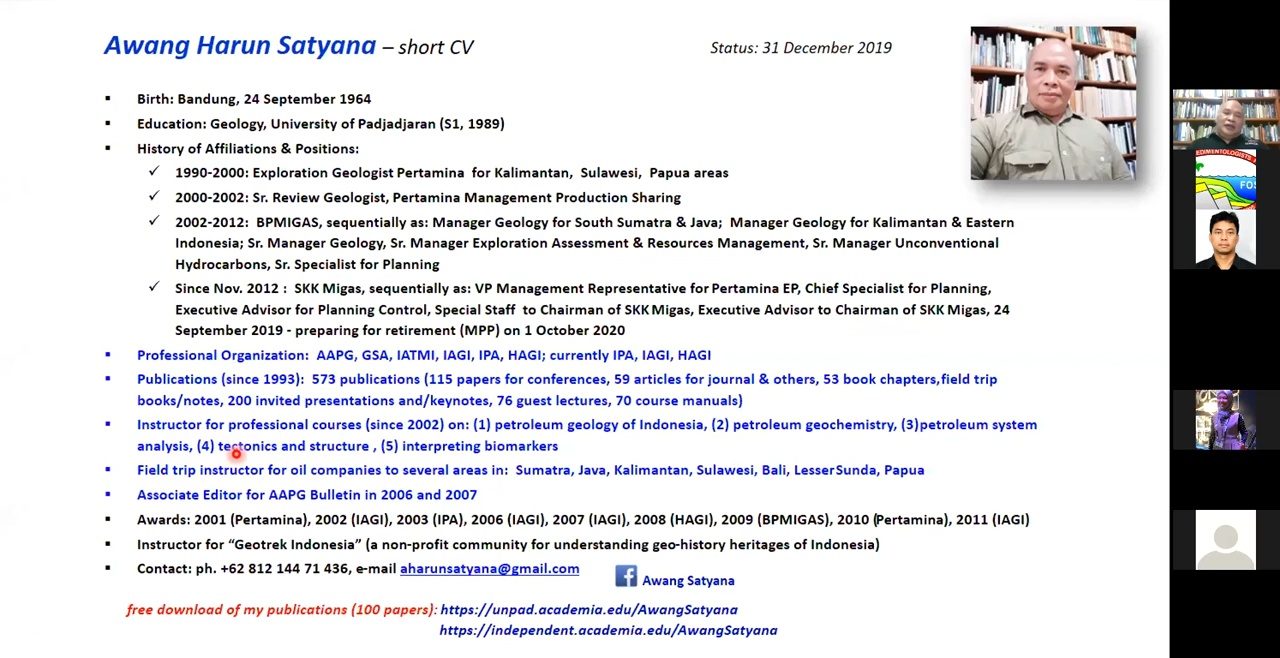 Awang Harun Satyana – short CV
Status: 31 December 2019
Birth: Bandung, 24 September 1964
Education: Geology, University of Padjadjaran (S1, 1989)
History of Affiliations & Positions:
1990-2000: Exploration Geologist Pertamina for Kalimantan, Sulawesi, Papua areas
2000-2002: Sr. Review Geologist, Pertamina Management Production Sharing
2002-2012: BPMIGAS, sequentially as: Manager Geology for South Sumatra & Java; Manager Geology for Kalimantan & Eastern
Indonesia; Sr. Manager Geology, Sr. Manager Exploration Assessment & Resources Management, Sr. Manager Unconventional
Hydrocarbons, Sr. Specialist for Planning
Since Nov. 2012 : SKK Migas, sequentially as: VP Management Representative for Pertamina EP, Chief Specialist for Planning,
Executive Advisor for Planning Control, Special Staff to Chairman of SKK Migas, Executive Advisor to Chairman of SKK Migas, 24
September 2019 - preparing for retirement (MPP) on 1 October 2020
Professional Organization: AAPG, GSA, IATMI, IAGI, IPA, HAGI; currently IPA, IAGI, HAGI
Publications (since 1993): 573 publications (115 papers for conferences, 59 articles for journal & others, 53 book chapters,field trip
books/notes, 200 invited presentations and/keynotes, 76 guest lectures, 70 course manuals)
Instructor for professional courses (since 2002) on: (1) petroleum geology of Indonesia, (2) petroleum geochemistry, (3)petroleum system
analysis, (4) tectonics and structure , (5) interpreting biomarkers
Field trip instructor for oil companies to several areas in: Sumatra, Java, Kalimantan, Sulawesi, Bali, LesserSunda, Papua
Associate Editor for AAPG Bulletin in 2006 and 2007
Awards: 2001 (Pertamina), 2002 (IAGI), 2003 (IPA), 2006 (IAGI), 2007 (IAGI), 2008 (HAGI), 2009 (BPMIGAS), 2010 (Pertamina), 2011 (IAGI)
Instructor for “Geotrek Indonesia” (a non-profit community for understanding geo-history heritages of Indonesia)
Contact: ph. +62 812 144 71 436, e-mail aharunsatyana@gmail.com
f Awang Satyana
free download of my publications (100 papers): https://unpad.academia.edu/AwangSatyana
https://independent.academia.edu/AwangSatyana
EDIMENTOLOGISTS
FOS